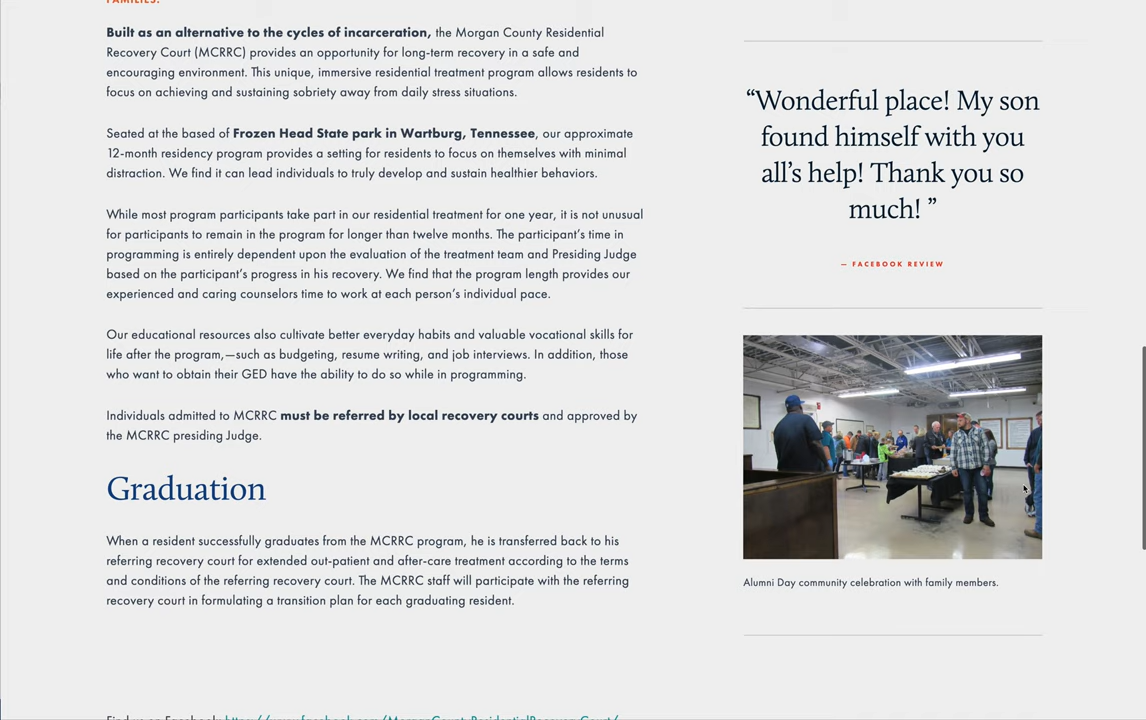 FAMILIES.
Built as an alternative to the cycles of incarceration, the Morgan County Residential
Recovery Court (MCRRC) provides an opportunity for long-term recovery in a safe and
encouraging environment. This unique, immersive residential treatment program allows residents to
focus on achieving and sustaining sobriety away from daily stress situations.
Seated at the based of Frozen Head State park in Wartburg, Tennessee, our approximate
12-month residency program provides a setting for residents to focus on themselves with minimal
distraction. We find it can lead individuals to truly develop and sustain healthier behaviors.
While most program participants take part in our residential treatment for one year, it is not unusual
for participants to remain in the program for longer than twelve months. The participant’s time in
programming is entirely dependent upon the evaluation of the treatment team and Presiding Judge
based on the participant’s progress in his recovery. We find that the program length provides our
experienced and caring counselors time to work at each person’s individual pace.
Our educational resources also cultivate better everyday habits and valuable vocational skills for
life after the program,—such as budgeting, resume writing, and job interviews. In addition, those
who want to obtain their GED have the ability to do so while in programming.
Individuals admitted to MCRRC must be referred by local recovery courts and approved by
the MCRRC presiding Judge.
Graduation
When a resident successfully graduates from the MCRRC program, he is transferred back to his
referring recovery court for extended out-patient and after-care treatment according to the terms
and conditions of the referring recovery court. The MCRRC staff will participate with the referring
recovery court in formulating a transition plan for each graduating resident.
Find us on Facebook: https://www.facebook.com/MorganCountyResidentialRecoveryCourt/
“Wonderful place! My son
found himself with you
all’s help! Thank you so
much! ”
— FACEBOOK REVIEW
Alumni Day community celebration with family members.